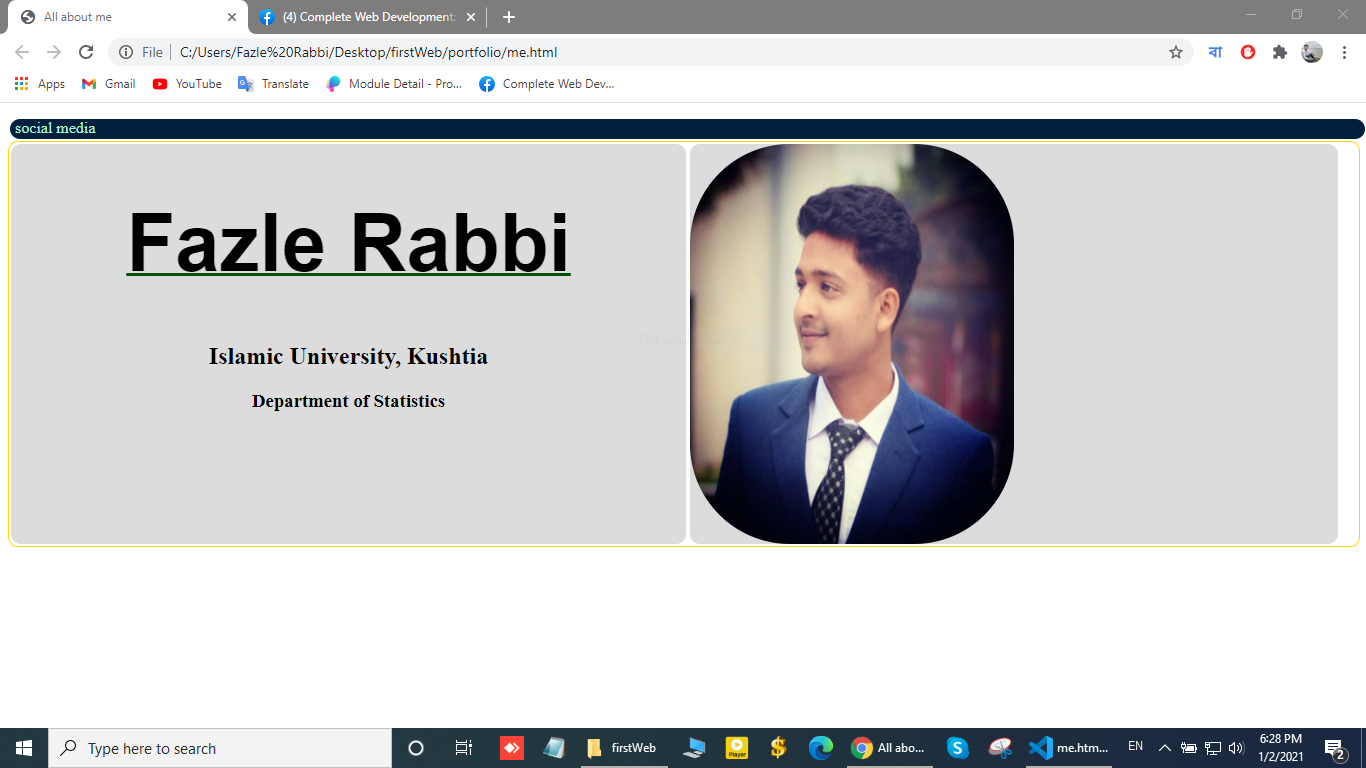 All about me
(4) Complete Web Development
File
C:/Users/Fazle%20Rabbi/Desktop/firstWeb/portfolio/me.html
বা
Apps
Gmail
YouTube
Translate
Module Detail - Pro...
Complete Web Dev...
social media
Fazle Rabbi
Islamic University, Kushtia
Department of Statistics
Type here to search
firstWeb
Player
All abo...
me.htm...
EN
6:28 PM
1/2/2021
2